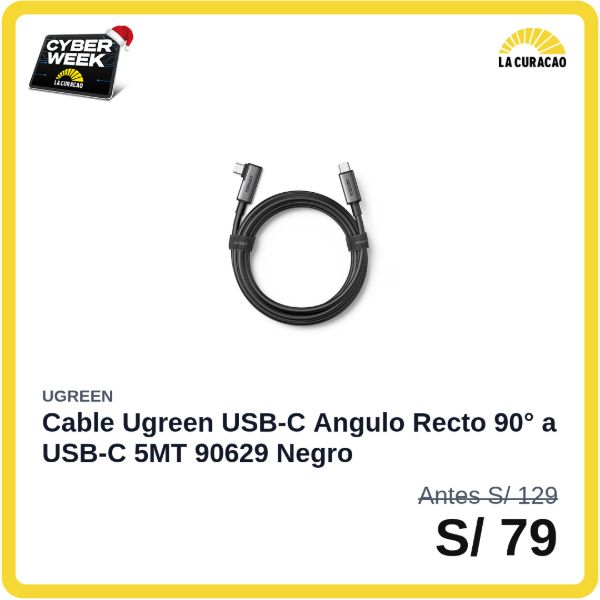 CYBER
WEEK
LA CURACAO
LA CURACAO
UGREEN
Cable Ugreen USB-C Angulo Recto 90° a
USB-C 5MT 90629 Negro
Antes S/ 129
S/ 79